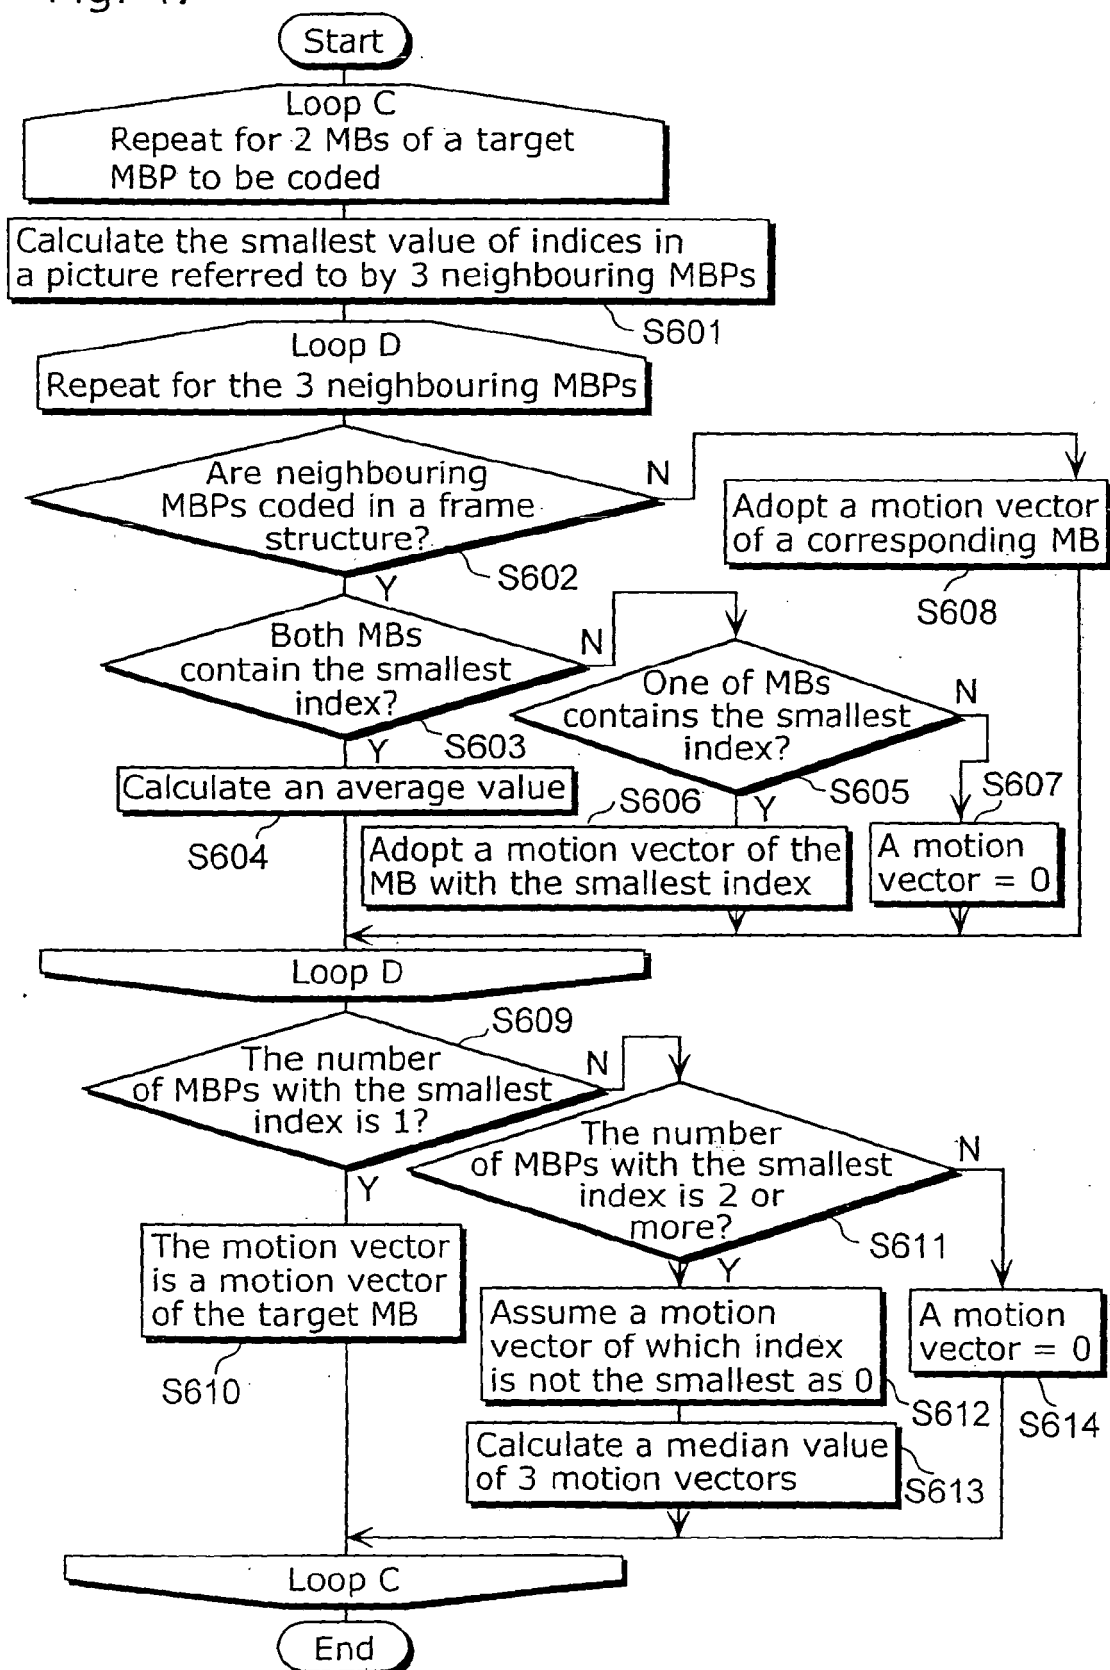 Start
Loop C
Repeat for 2 MBs of a target
MBP to be coded
Calculate the smallest value of indices in
a picture referred to by 3 neighbouring MBPs
S601
Loop D
Repeat for the 3 neighbouring MBPs
Are neighbouring
MBPs coded in a frame
structure?
N
S602
Y
Adopt a motion vector
of a corresponding MB
S608
Both MBs
contain the smallest
index?
N
S603
Y
One of MBs
contains the smallest
index?
N
S605
Y
Calculate an average value
S604
S606
Adopt a motion vector of the
MB with the smallest index
S607
A motion
vector = 0
Loop D
S609
The number
of MBPs with the smallest
index is 1?
N
Y
The number
of MBPs with the smallest
index is 2 or
more?
N
S611
Y
The motion vector
is a motion vector
of the target MB
S610
Assume a motion
vector of which index
is not the smallest as 0
S612
A motion
vector = 0
S614
Calculate a median value
of 3 motion vectors
S613
Loop C
End